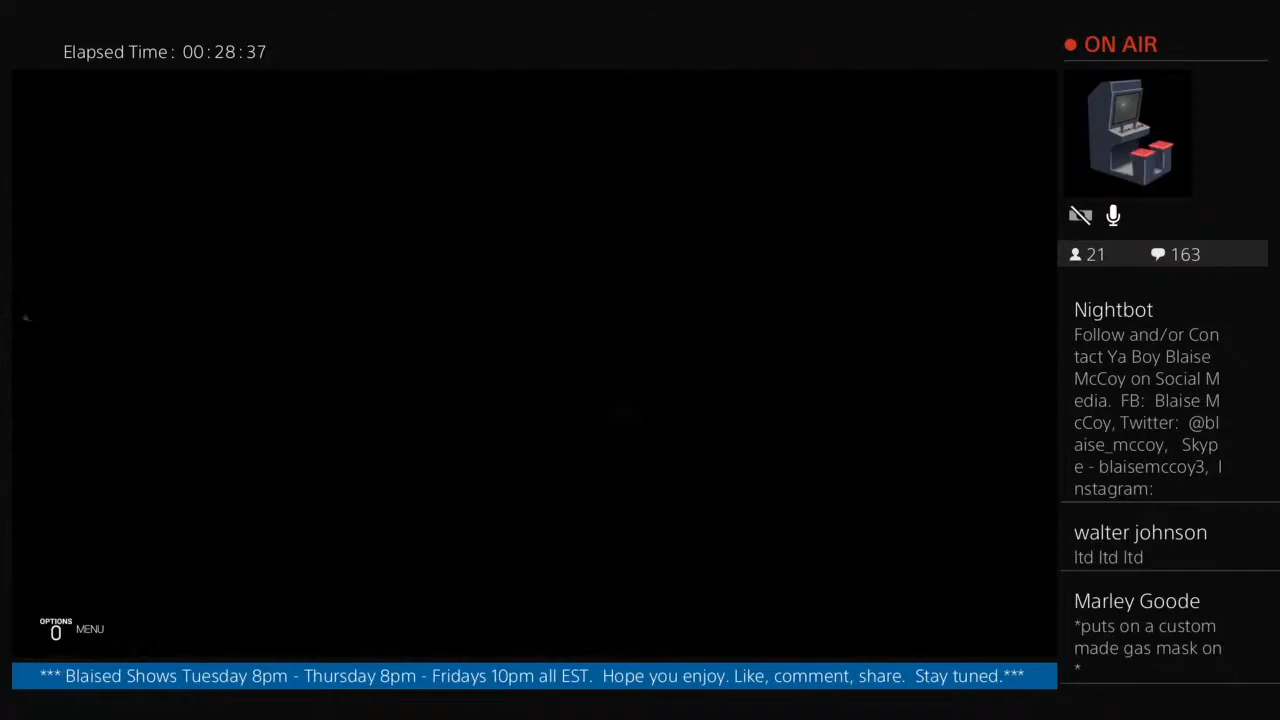 Elapsed Time: 00:28:37
ON AIR
21 163
Nightbot
Follow and/or Con
tact Ya Boy Blaise
McCoy on Social M
edia. FB: Blaise M
cCoy, Twitter: @bl
aise_mccoy, Skyp
e - blaisemccoy3, I
nstagram:
walter johnson
ltd ltd ltd
Marley Goode
*puts on a custom
made gas mask on
*
OPTIONS
MENU
*** Blaised Shows Tuesday 8pm - Thursday 8pm - Fridays 10pm all EST. Hope you enjoy. Like, comment, share. Stay tuned.***